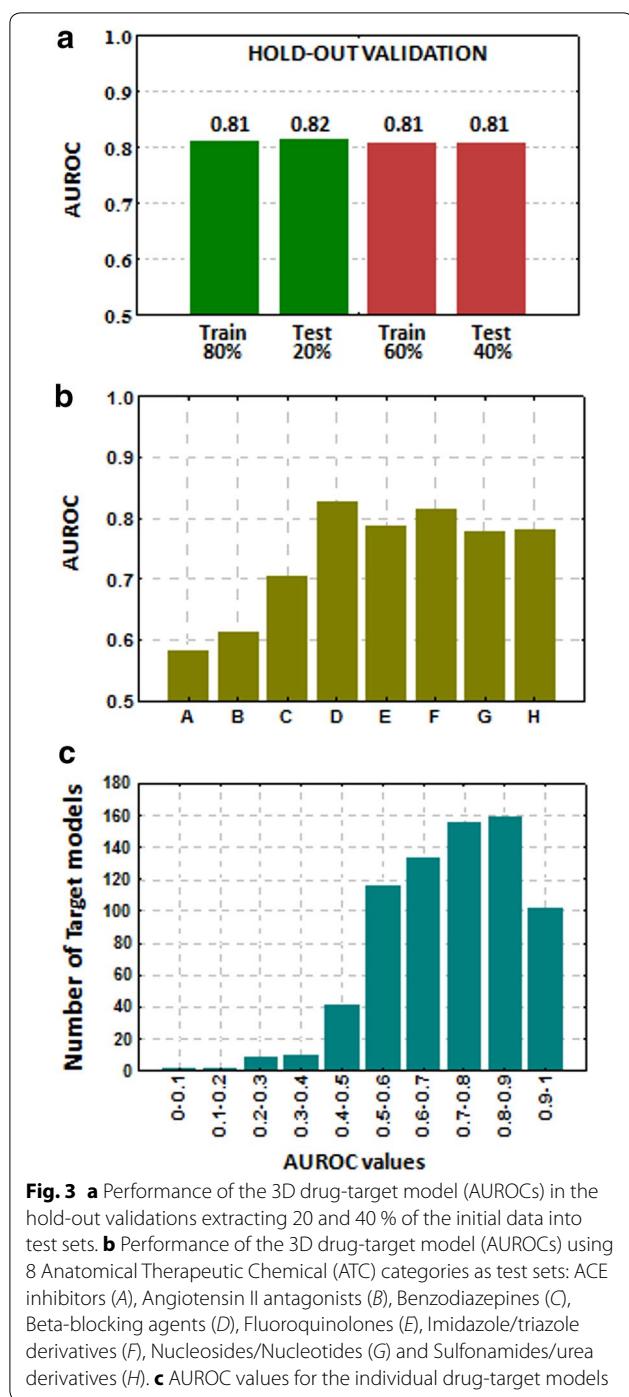 a
HOLD-OUT VALIDATION
AUROC
1.0
0.9
0.8
0.7
0.6
0.5
0.81
0.82
0.81
0.81
Train 80%
Test 20%
Train 60%
Test 40%
b
AUROC
1.0
0.9
0.8
0.7
0.6
0.5
A B C D E F G H
c
Number of Target models
180
160
140
120
100
80
60
40
20
0
0-0.1
0.1-0.2
0.2-0.3
0.3-0.4
0.4-0.5
0.5-0.6
0.6-0.7
0.7-0.8
0.8-0.9
0.9-1
AUROC values
Fig. 3 a Performance of the 3D drug-target model (AUROCs) in the
hold-out validations extracting 20 and 40 % of the initial data into
test sets. b Performance of the 3D drug-target model (AUROCs) using
8 Anatomical Therapeutic Chemical (ATC) categories as test sets: ACE
inhibitors (A), Angiotensin II antagonists (B), Benzodiazepines (C),
Beta-blocking agents (D), Fluoroquinolones (E), Imidazole/triazole
derivatives (F), Nucleosides/Nucleotides (G) and Sulfonamides/urea
derivatives (H). c AUROC values for the individual drug-target models